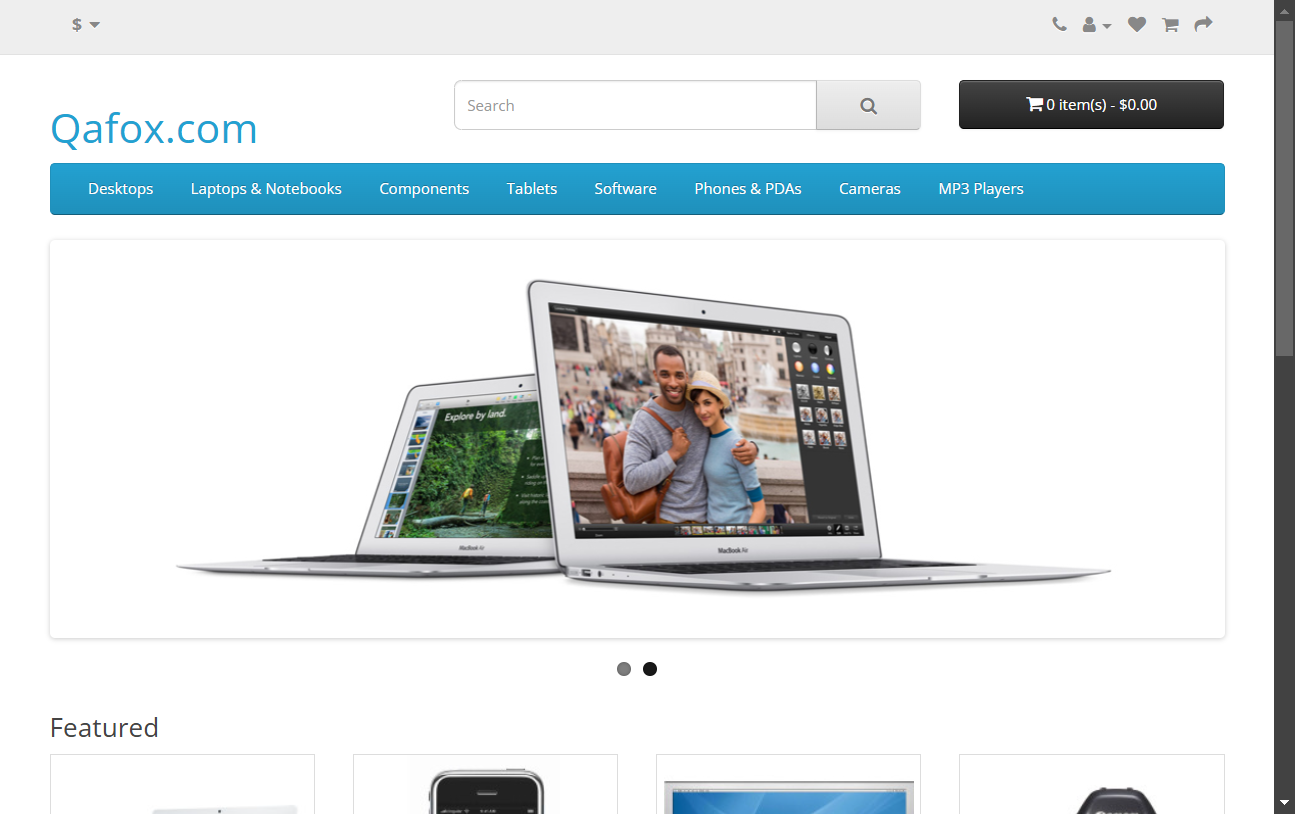 $
Search
0 item(s) - $0.00
Qafox.com
Desktops
Laptops & Notebooks
Components
Tablets
Software
Phones & PDAs
Cameras
MP3 Players
Explore by land.
MacBook Air
MacBook Air
Featured